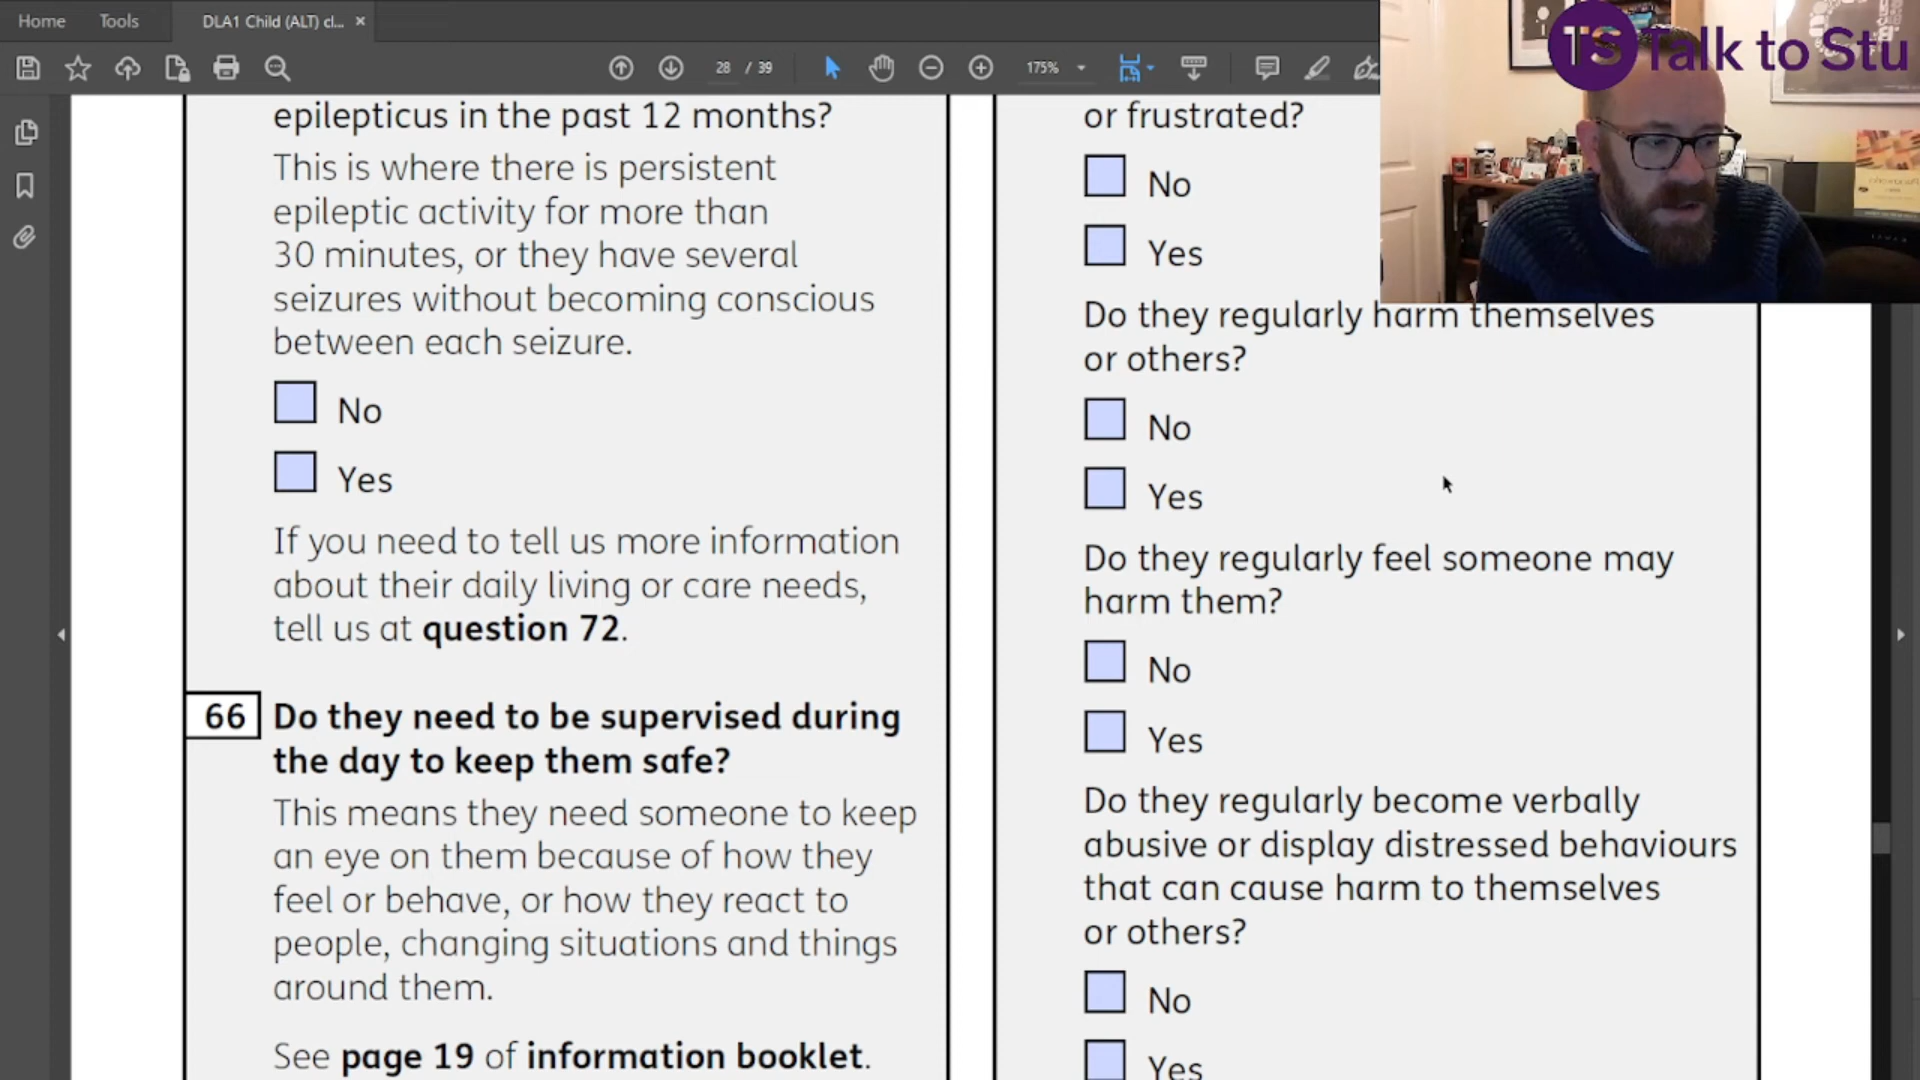 Home
Tools
DLA1 Child (ALT) cl...
28 / 39
175%
TS Talk to Stu
epilepticus in the past 12 months?
This is where there is persistent
epileptic activity for more than
30 minutes, or they have several
seizures without becoming conscious
between each seizure.
No
Yes
If you need to tell us more information
about their daily living or care needs,
tell us at question 72.
66 Do they need to be supervised during
the day to keep them safe?
This means they need someone to keep
an eye on them because of how they
feel or behave, or how they react to
people, changing situations and things
around them.
See page 19 of information booklet.
or frustrated?
No
Yes
Do they regularly harm themselves
or others?
No
Yes
Do they regularly feel someone may
harm them?
No
Yes
Do they regularly become verbally
abusive or display distressed behaviours
that can cause harm to themselves
or others?
No
Yes